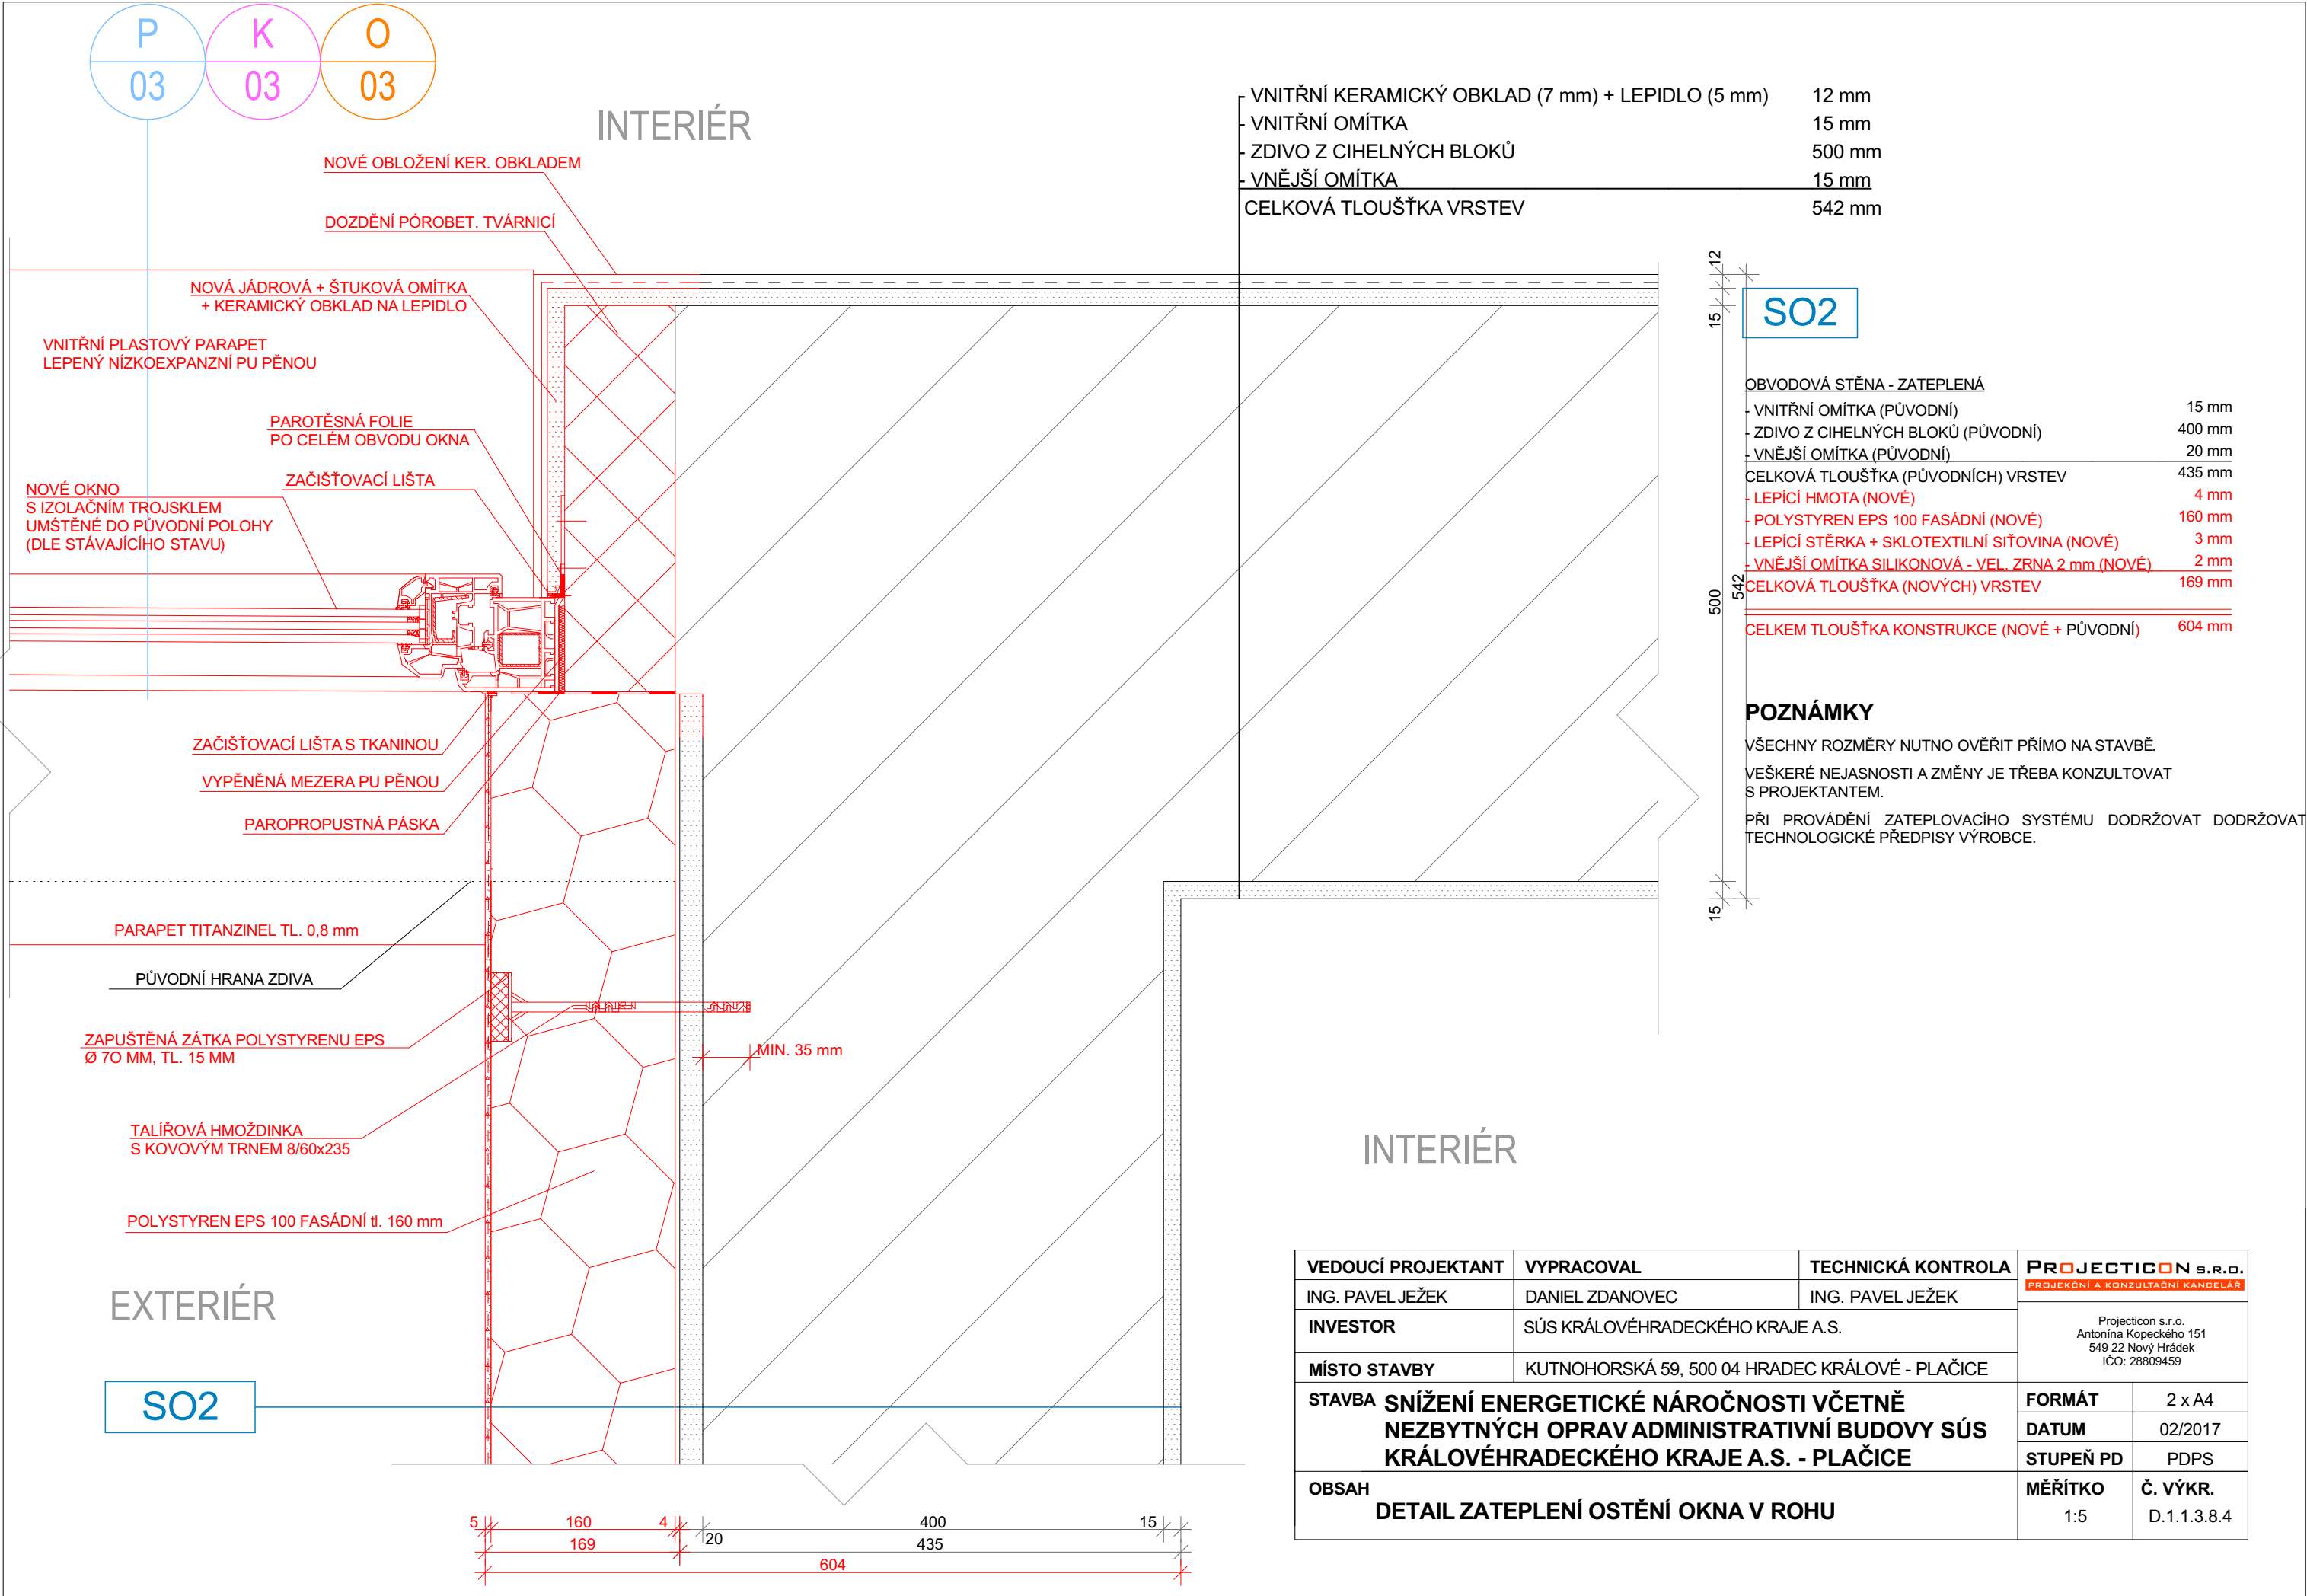 P
03
K
03
O
03
INTERIÉR
- VNITŘNÍ KERAMICKÝ OBKLAD (7 mm) + LEPIDLO (5 mm) 12 mm
- VNITŘNÍ OMÍTKA 15 mm
- ZDIVO Z CIHELNÝCH BLOKŮ 500 mm
- VNĚJŠÍ OMÍTKA 15 mm
CELKOVÁ TLOUŠŤKA VRSTEV 542 mm
NOVÉ OBLOŽENÍ KER. OBKLADEM
DOZDĚNÍ PÓROBET. TVÁRNICÍ
NOVÁ JÁDROVÁ + ŠTUKOVÁ OMÍTKA
+ KERAMICKÝ OBKLAD NA LEPIDLO
VNITŘNÍ PLASTOVÝ PARAPET
LEPENÝ NÍZKOEXPANZNÍ PU PĚNOU
PAROTĚSNÁ FOLIE
PO CELÉM OBVODU OKNA
ZAČIŠŤOVACÍ LIŠTA
NOVÉ OKNO
S IZOLAČNÍM TROJSKLEM
UMSTĚNÉ DO PŮVODNÍ POLOHY
(DLE STÁVAJÍCÍHO STAVU)
ZAČIŠŤOVACÍ LIŠTA S TKANINOU
VYPĚNĚNÁ MEZERA PU PĚNOU
PAROPROPUSTNÁ PÁSKA
PARAPET TITANZINEL TL. 0,8 mm
PŮVODNÍ HRANA ZDIVA
ZAPUŠTĚNÁ ZÁTKA POLYSTYRENU EPS
Ø 7O MM, TL. 15 MM
MIN. 35 mm
TALÍŘOVÁ HMOŽDINKA
S KOVOVÝM TRNEM 8/60x235
POLYSTYREN EPS 100 FASÁDNÍ tl. 160 mm
EXTERIÉR
SO2
5
160
4
169
20
400
15
435
604
12
15
500
542
15
SO2
OBVODOVÁ STĚNA - ZATEPLENÁ
- VNITŘNÍ OMÍTKA (PŮVODNÍ) 15 mm
- ZDIVO Z CIHELNÝCH BLOKŮ (PŮVODNÍ) 400 mm
- VNĚJŠÍ OMÍTKA (PŮVODNÍ) 20 mm
CELKOVÁ TLOUŠŤKA (PŮVODNÍCH) VRSTEV 435 mm
- LEPÍCÍ HMOTA (NOVÉ) 4 mm
- POLYSTYREN EPS 100 FASÁDNÍ (NOVÉ) 160 mm
- LEPÍCÍ STĚRKA + SKLOTEXTILNÍ SIŤOVINA (NOVÉ) 3 mm
- VNĚJŠÍ OMÍTKA SILIKONOVÁ - VEL. ZRNA 2 mm (NOVÉ) 2 mm
CELKOVÁ TLOUŠŤKA (NOVÝCH) VRSTEV 169 mm
CELKEM TLOUŠŤKA KONSTRUKCE (NOVÉ + PŮVODNÍ) 604 mm
POZNÁMKY
VŠECHNY ROZMĚRY NUTNO OVĚŘIT PŘÍMO NA STAVBĚ.
VEŠKERÉ NEJASNOSTI A ZMĚNY JE TŘEBA KONZULTOVAT
S PROJEKTANTEM.
PŘI PROVÁDĚNÍ ZATEPLOVACÍHO SYSTÉMU DODRŽOVAT DODRŽOVAT
TECHNOLOGICKÉ PŘEDPISY VÝROBCE.
INTERIÉR
VEDOUCÍ PROJEKTANT VYPRACOVAL TECHNICKÁ KONTROLA
ING. PAVEL JEŽEK DANIEL ZDANOVEC ING. PAVEL JEŽEK
INVESTOR SÚS KRÁLOVÉHRADECKÉHO KRAJE A.S.
MÍSTO STAVBY KUTNOHORSKÁ 59, 500 04 HRADEC KRÁLOVÉ - PLAČICE
STAVBA SNÍŽENÍ ENERGETICKÉ NÁROČNOSTI VČETNĚ
NEZBYTNÝCH OPRAV ADMINISTRATIVNÍ BUDOVY SÚS
KRÁLOVÉHRADECKÉHO KRAJE A.S. - PLAČICE
OBSAH
DETAIL ZATEPLENÍ OSTĚNÍ OKNA V ROHU
PROJECTICON S.R.O.
PROJEKČNÍ A KONZULTAČNÍ KANCELÁŘ
Projecticon s.r.o.
Antonína Kopeckého 151
549 22 Nový Hrádek
IČO: 28809459
FORMÁT 2 x A4
DATUM 02/2017
STUPEŇ PD PDPS
MĚŘÍTKO Č. VÝKR.
1:5 D.1.1.3.8.4